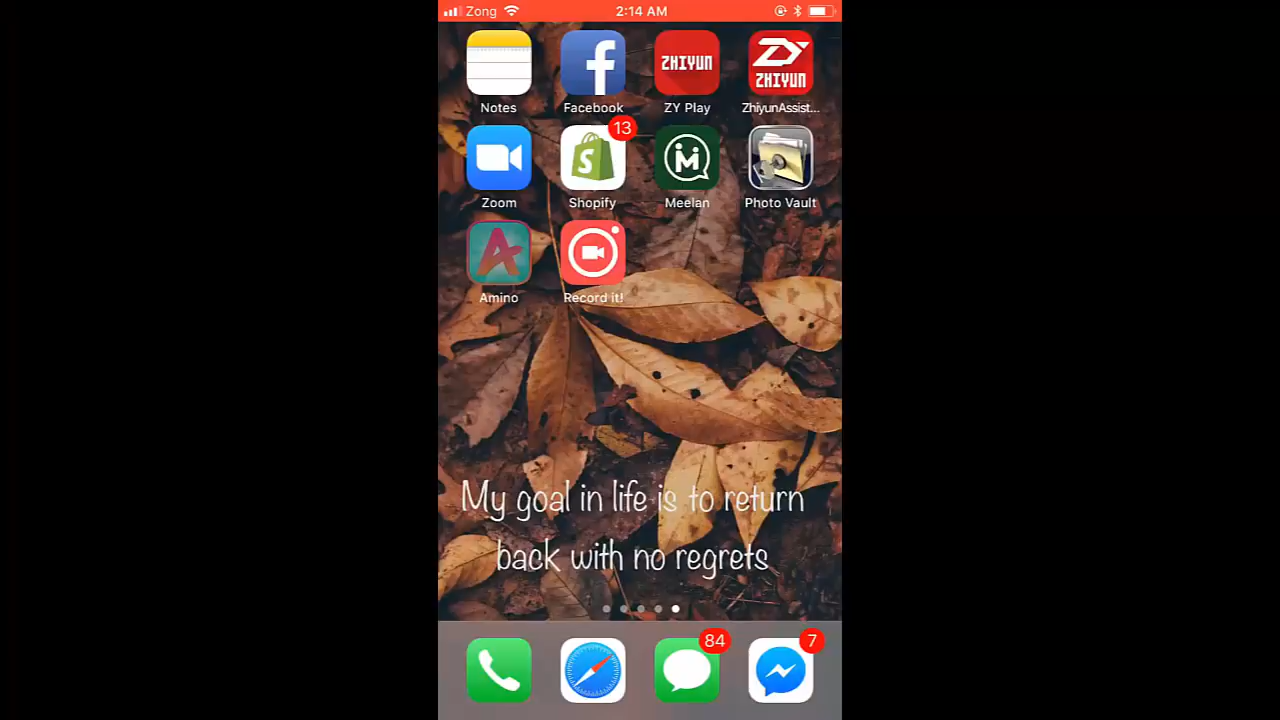 Zong 2:14 AM
ZHIYUN ZY ZHIYUN
Notes Facebook ZY Play ZhiyunAssist...
13
Zoom Shopify Meelan Photo Vault
Amino Record it!
My goal in life is to return
back with no regrets
84 7